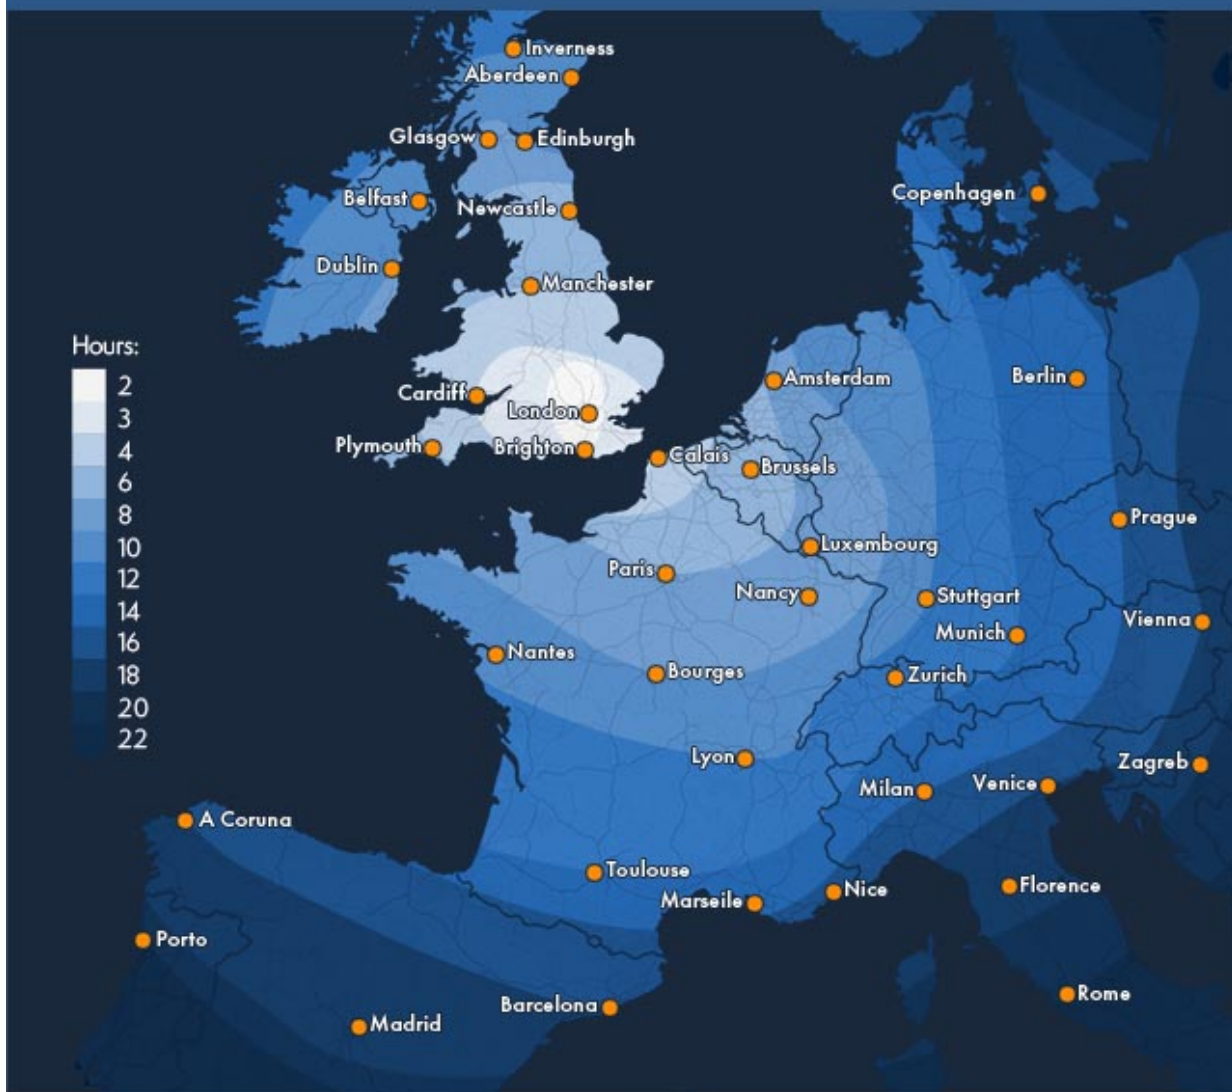 Inverness
Aberdeen
Glasgow
Edinburgh
Belfast
Newcastle
Copenhagen
Dublin
Manchester
Hours:
2
3
4
6
8
10
12
14
16
18
20
22
Cardiff
London
Amsterdam
Berlin
Plymouth
Brighton
Calais
Brussels
Prague
Luxembourg
Paris
Nancy
Stuttgart
Vienna
Munich
Nantes
Bourges
Zurich
Lyon
Zagreb
Milan
Venice
A Coruna
Toulouse
Marseile
Nice
Florence
Porto
Rome
Barcelona
Madrid